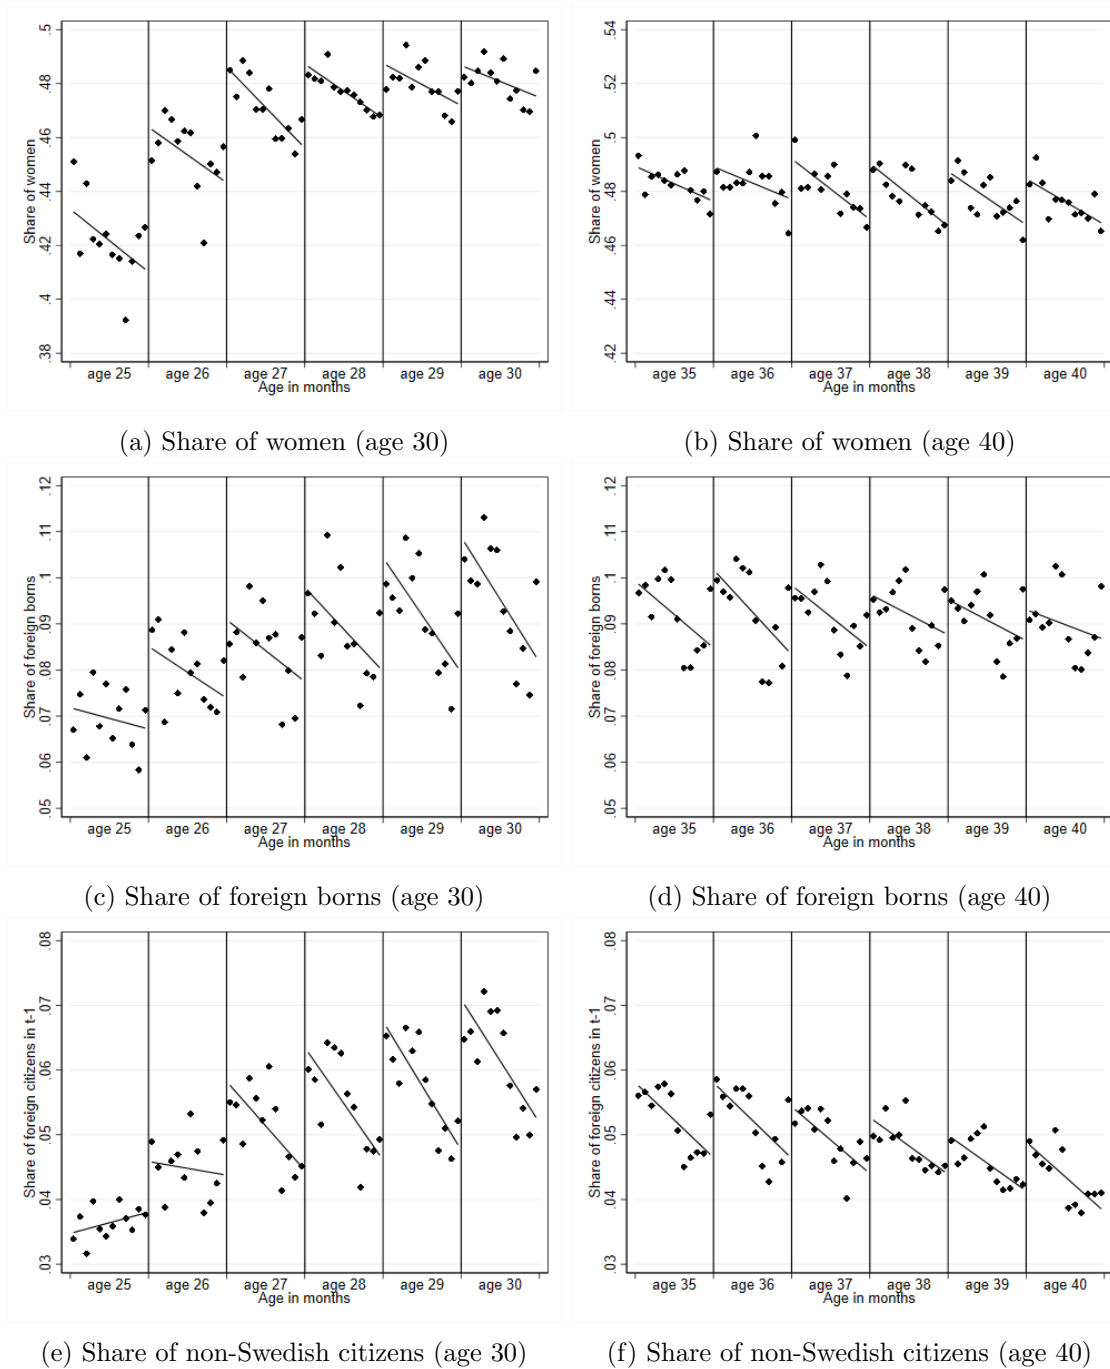 .5
.48
.46
.44
.42
.4
.38
Share of women
age 25 age 26 age 27 age 28 age 29 age 30
Age in months
(a) Share of women (age 30)
.54
.52
.5
.48
.46
.44
.42
Share of women
age 35 age 36 age 37 age 38 age 39 age 40
Age in months
(b) Share of women (age 40)
.12
.11
.1
.09
.08
.07
.06
.05
Share of foreign borns
age 25 age 26 age 27 age 28 age 29 age 30
Age in months
(c) Share of foreign borns (age 30)
.12
.11
.1
.09
.08
.07
.06
.05
Share of foreign borns
age 35 age 36 age 37 age 38 age 39 age 40
Age in months
(d) Share of foreign borns (age 40)
.08
.07
.06
.05
.04
.03
Share of foreign citizens in t-1
age 25 age 26 age 27 age 28 age 29 age 30
Age in months
(e) Share of non-Swedish citizens (age 30)
.08
.07
.06
.05
.04
.03
Share of foreign citizens in t-1
age 35 age 36 age 37 age 38 age 39 age 40
Age in months
(f) Share of non-Swedish citizens (age 40)